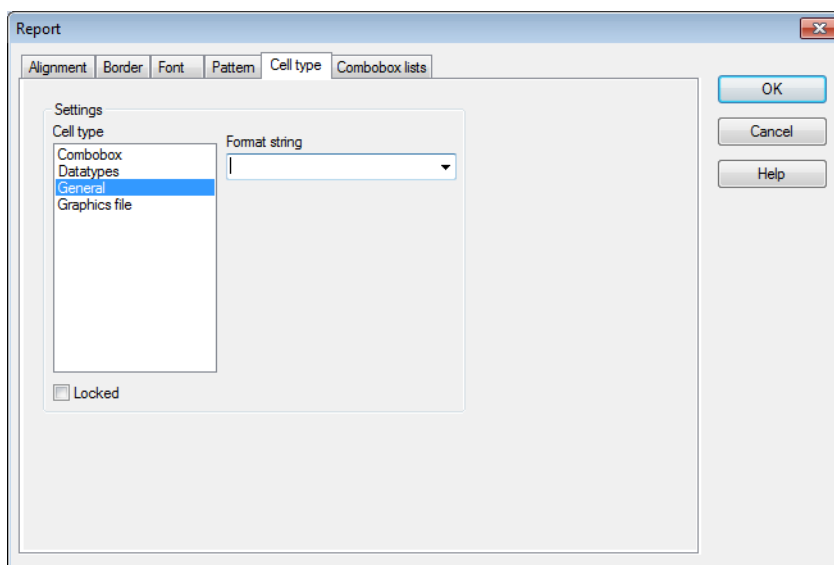 Report
Alignment Border Font Pattern Cell type Combobox lists
OK
Cancel
Help
Settings
Cell type
Combobox
Datatypes
General
Graphics file
Format string
Locked